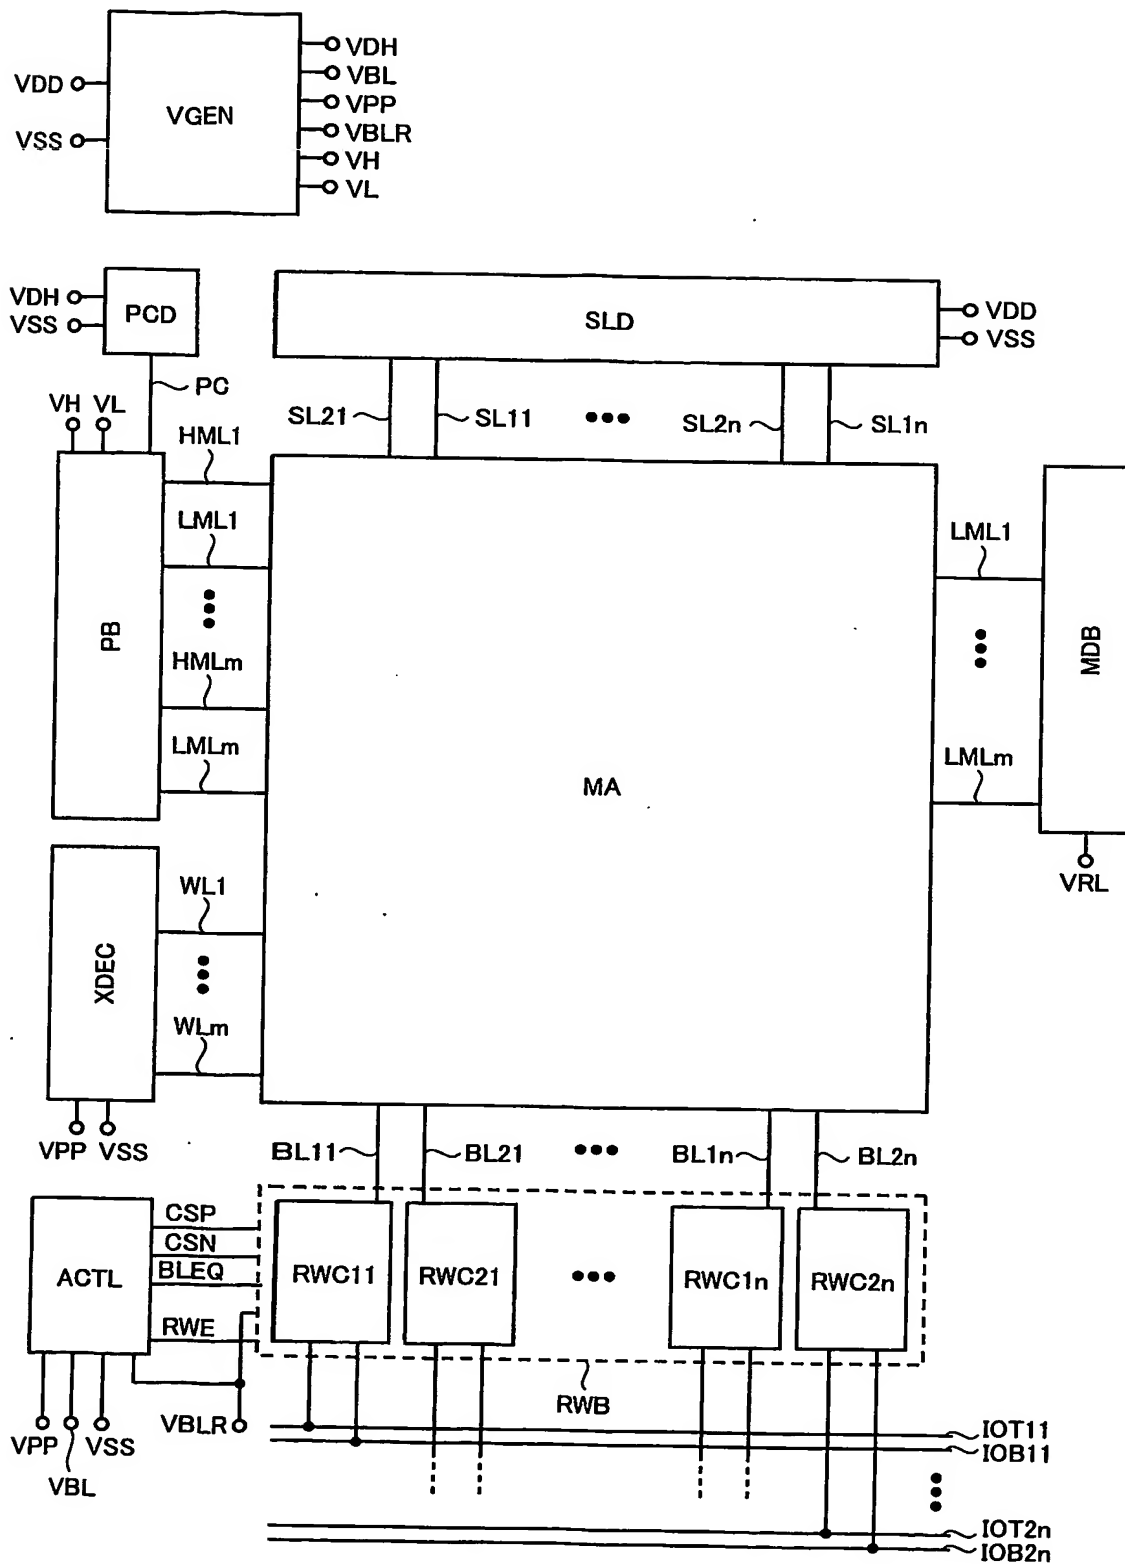 VDD
VSS
VGEN
VDH
VBL
VPP
VBLR
VH
VL
VDH
VSS
PCD
SLD
VDD
VSS
PC
VH VL
SL21
SL11
SL2n
SL1n
HML1
LML1
HMLm
LMLm
PB
MA
LML1
LMLm
MDB
VRL
XDEC
WL1
WLm
VPP VSS
BL11
BL21
BL1n
BL2n
ACTL
CSP
CSN
BLEQ
RWE
RWC11
RWC21
RWC1n
RWC2n
RWB
VPP
VBL
VSS
VBLR
IOT11
IOB11
IOT2n
IOB2n